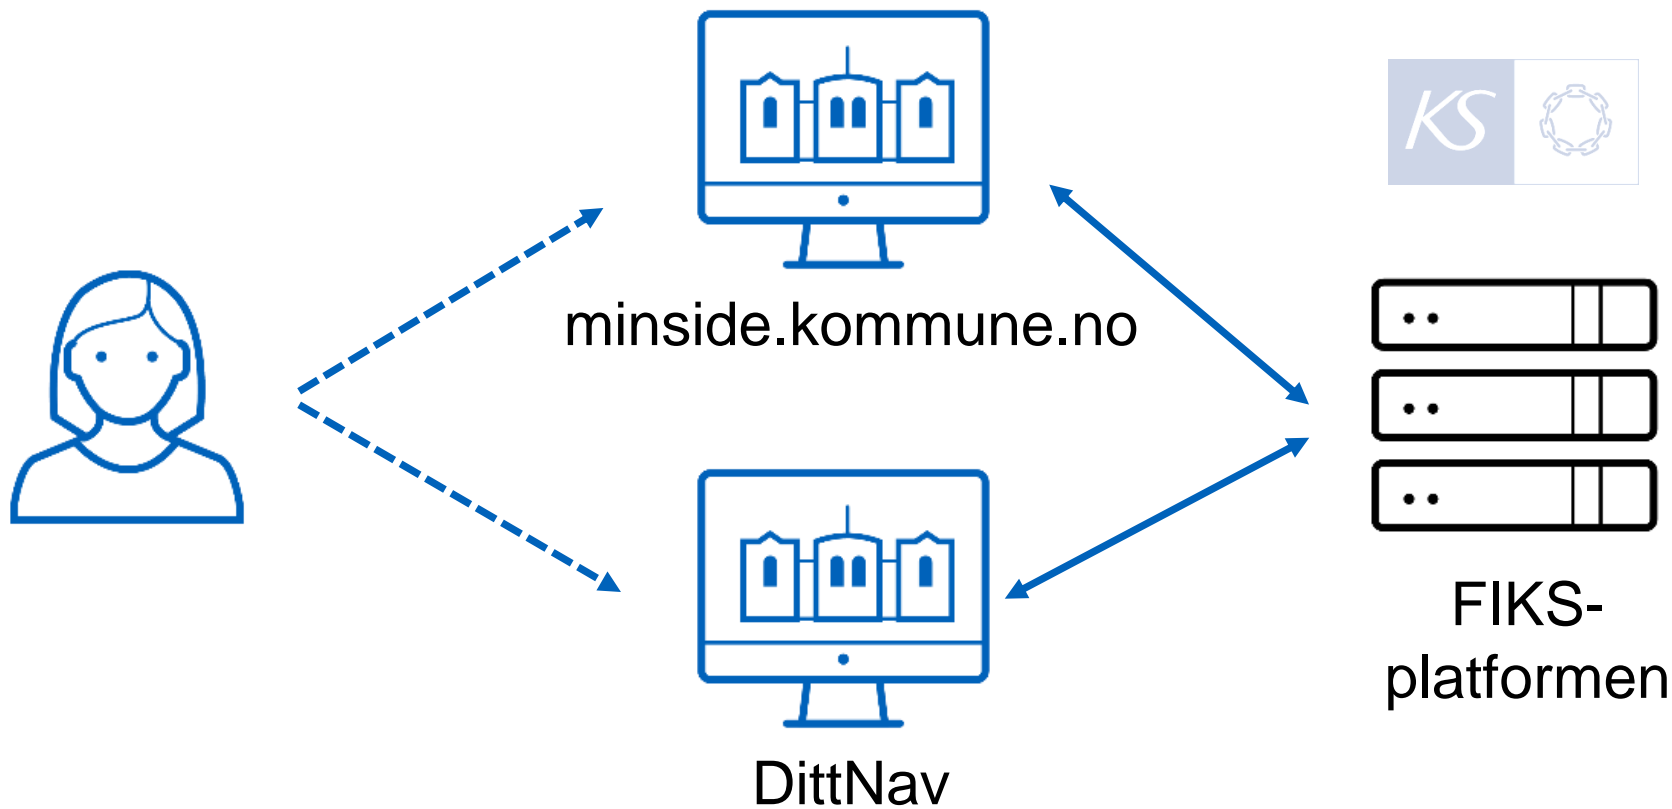 KS
minside.kommune.no
FIKS-
platformen
DittNav